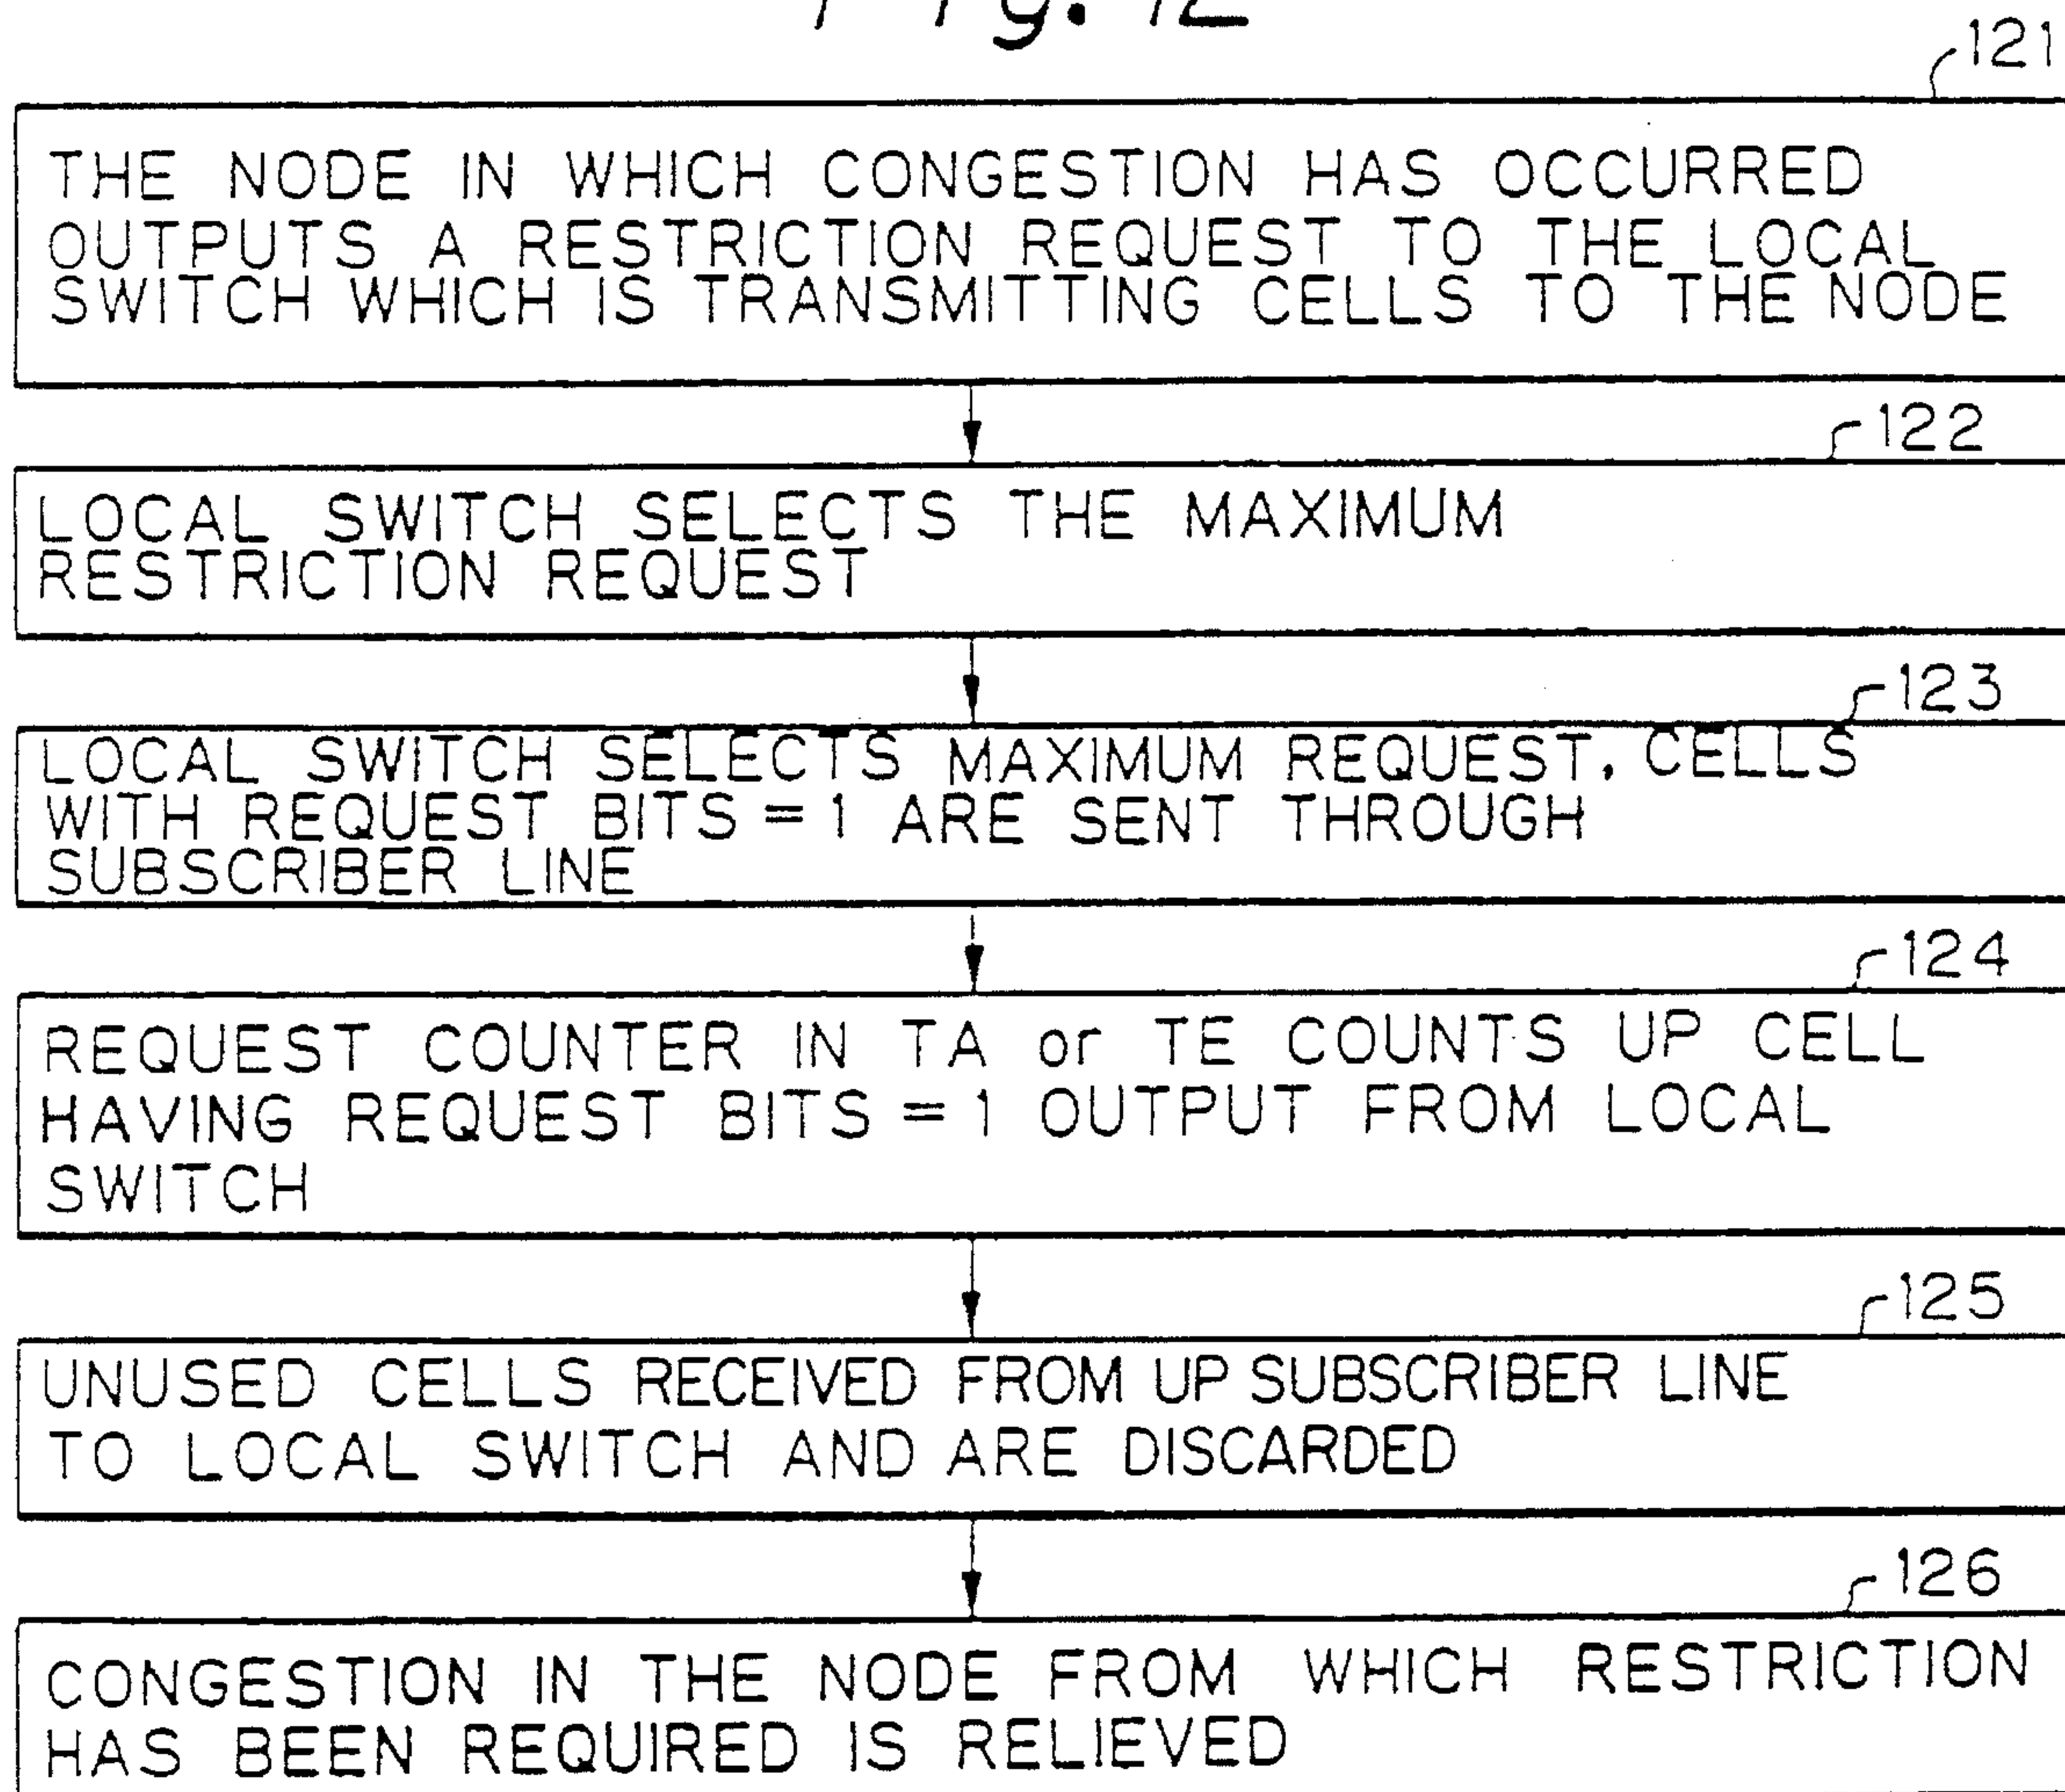 Fig. 12
121
THE NODE IN WHICH CONGESTION HAS OCCURRED
OUTPUTS A RESTRICTION REQUEST TO THE LOCAL
SWITCH WHICH IS TRANSMITTING CELLS TO THE NODE
122
LOCAL SWITCH SELECTS THE MAXIMUM
RESTRICTION REQUEST
123
LOCAL SWITCH SELECTS MAXIMUM REQUEST. CELLS
WITH REQUEST BITS = 1 ARE SENT THROUGH
SUBSCRIBER LINE
124
REQUEST COUNTER IN TA or TE COUNTS UP CELL
HAVING REQUEST BITS = 1 OUTPUT FROM LOCAL
SWITCH
125
UNUSED CELLS RECEIVED FROM UP SUBSCRIBER LINE
TO LOCAL SWITCH AND ARE DISCARDED
126
CONGESTION IN THE NODE FROM WHICH RESTRICTION
HAS BEEN REQUIRED IS RELIEVED